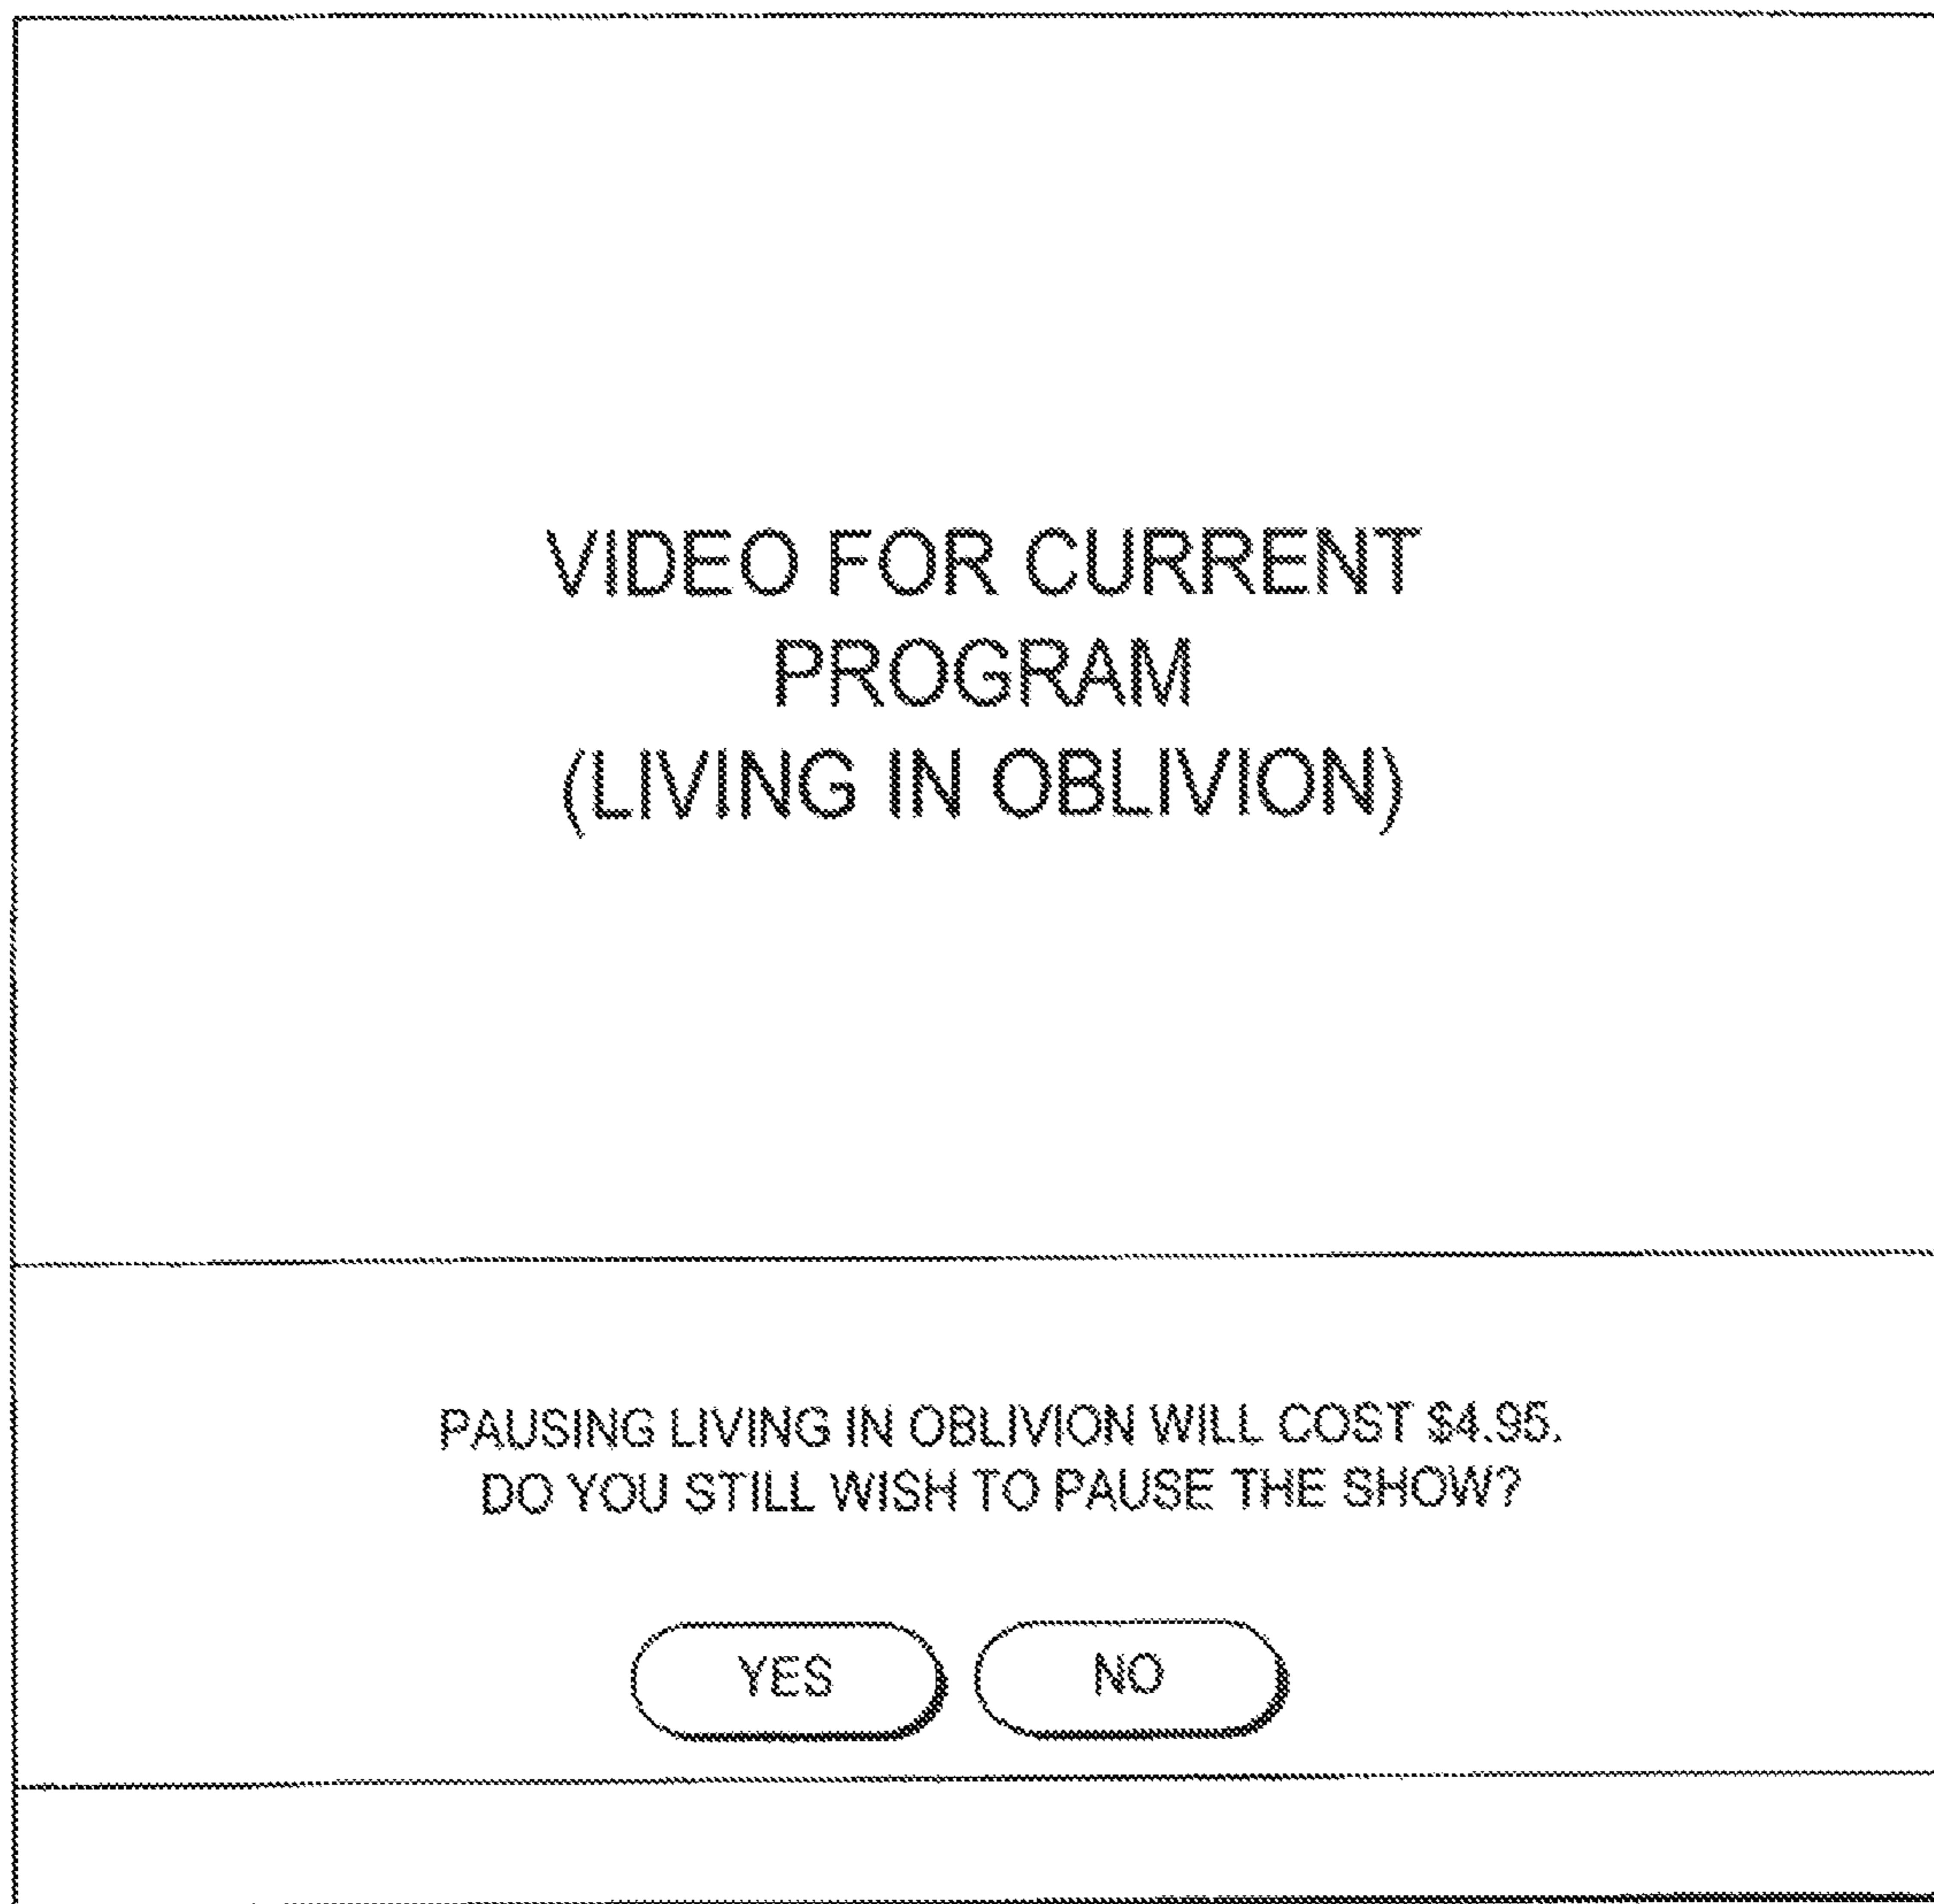 VIDEO FOR CURRENT
PROGRAM
(LIVING IN OBLIVION)
PAUSING LIVING IN OBLIVION WILL COST $4.95.
DO YOU STILL WISH TO PAUSE THE SHOW?
YES NO